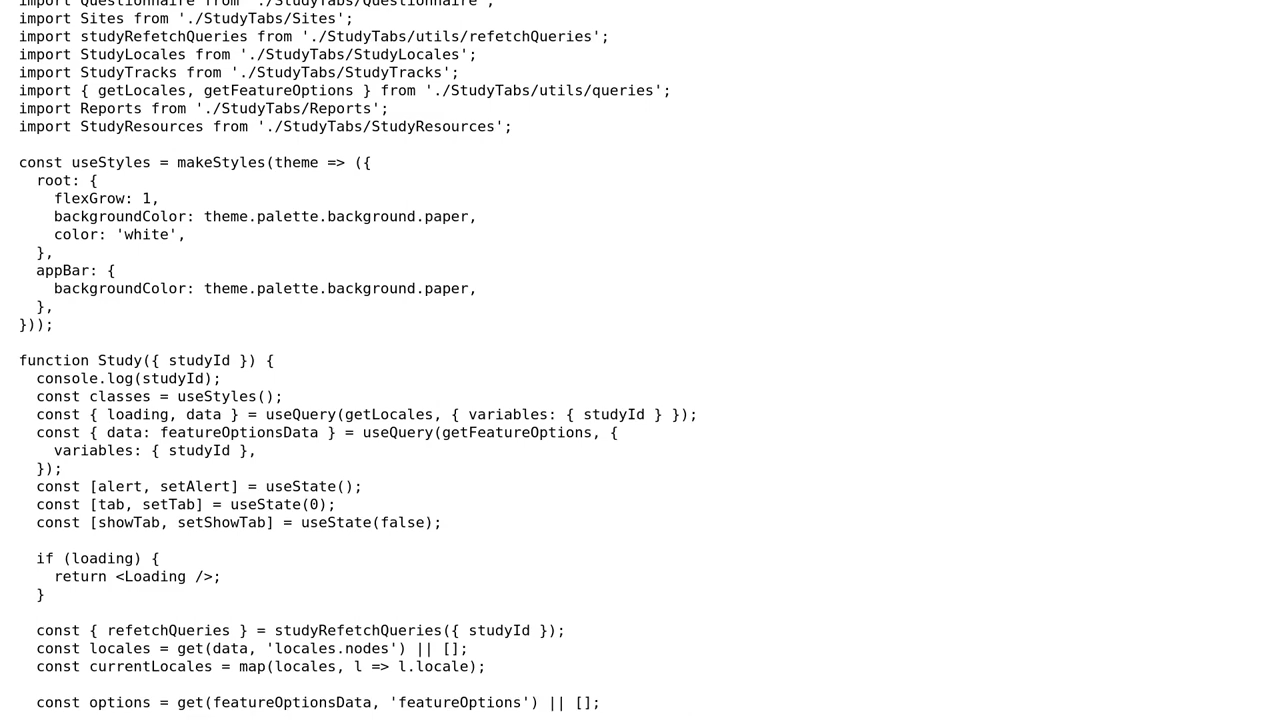 import Questionnaire from './StudyTabs/Questionnaire';
import Sites from './StudyTabs/Sites';
import studyRefetchQueries from './StudyTabs/utils/refetchQueries';
import StudyLocales from './StudyTabs/StudyLocales';
import StudyTracks from './StudyTabs/StudyTracks';
import { getLocales, getFeatureOptions } from './StudyTabs/utils/queries';
import Reports from './StudyTabs/Reports';
import StudyResources from './StudyTabs/StudyResources';

const useStyles = makeStyles(theme => ({
  root: {
    flexGrow: 1,
    backgroundColor: theme.palette.background.paper,
    color: 'white',
  },
  appBar: {
    backgroundColor: theme.palette.background.paper,
  },
}));

function Study({ studyId }) {
  console.log(studyId);
  const classes = useStyles();
  const { loading, data } = useQuery(getLocales, { variables: { studyId } });
  const { data: featureOptionsData } = useQuery(getFeatureOptions, {
    variables: { studyId },
  });
  const [alert, setAlert] = useState();
  const [tab, setTab] = useState(0);
  const [showTab, setShowTab] = useState(false);

  if (loading) {
    return <Loading />;
  }

  const { refetchQueries } = studyRefetchQueries({ studyId });
  const locales = get(data, 'locales.nodes') || [];
  const currentLocales = map(locales, l => l.locale);

  const options = get(featureOptionsData, 'featureOptions') || [];